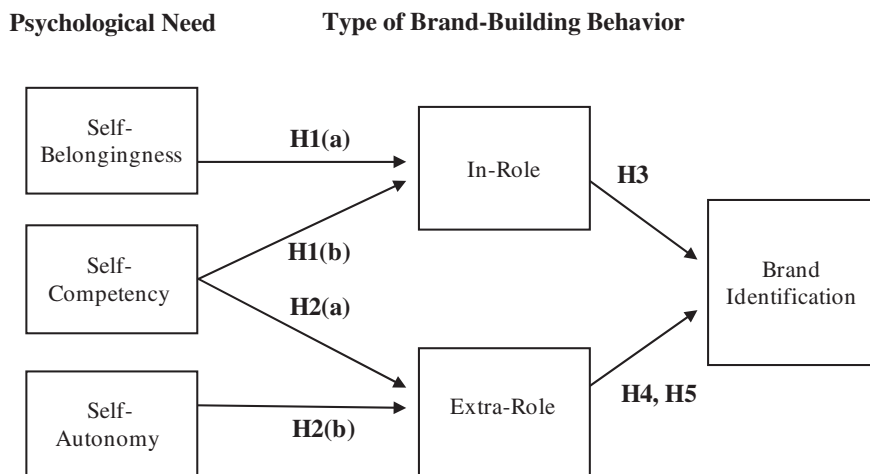 Psychological Need
Type of Brand-Building Behavior
Self-
Belongingness
H1(a)
In-Role
H3
H1(b)
Self-
Competency
H2(a)
Brand
Identification
Self-
Autonomy
H2(b)
Extra-Role
H4, H5